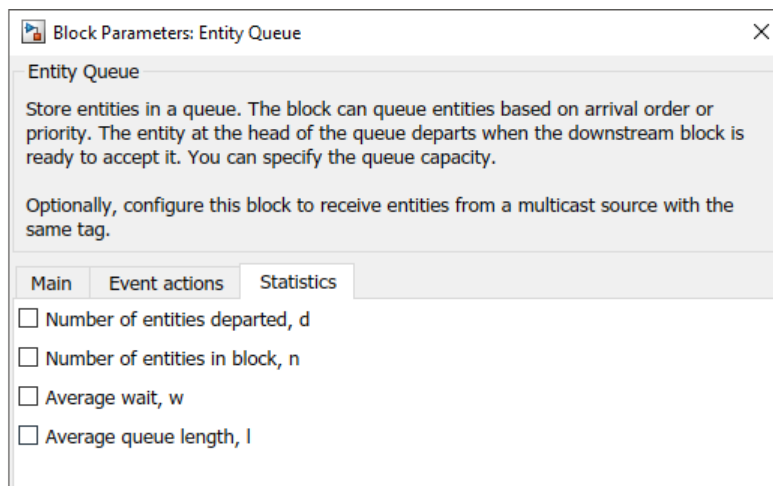 Block Parameters: Entity Queue
Entity Queue
Store entities in a queue. The block can queue entities based on arrival order or
priority. The entity at the head of the queue departs when the downstream block is
ready to accept it. You can specify the queue capacity.
Optionally, configure this block to receive entities from a multicast source with the
same tag.
Main Event actions Statistics
Number of entities departed, d
Number of entities in block, n
Average wait, w
Average queue length, l